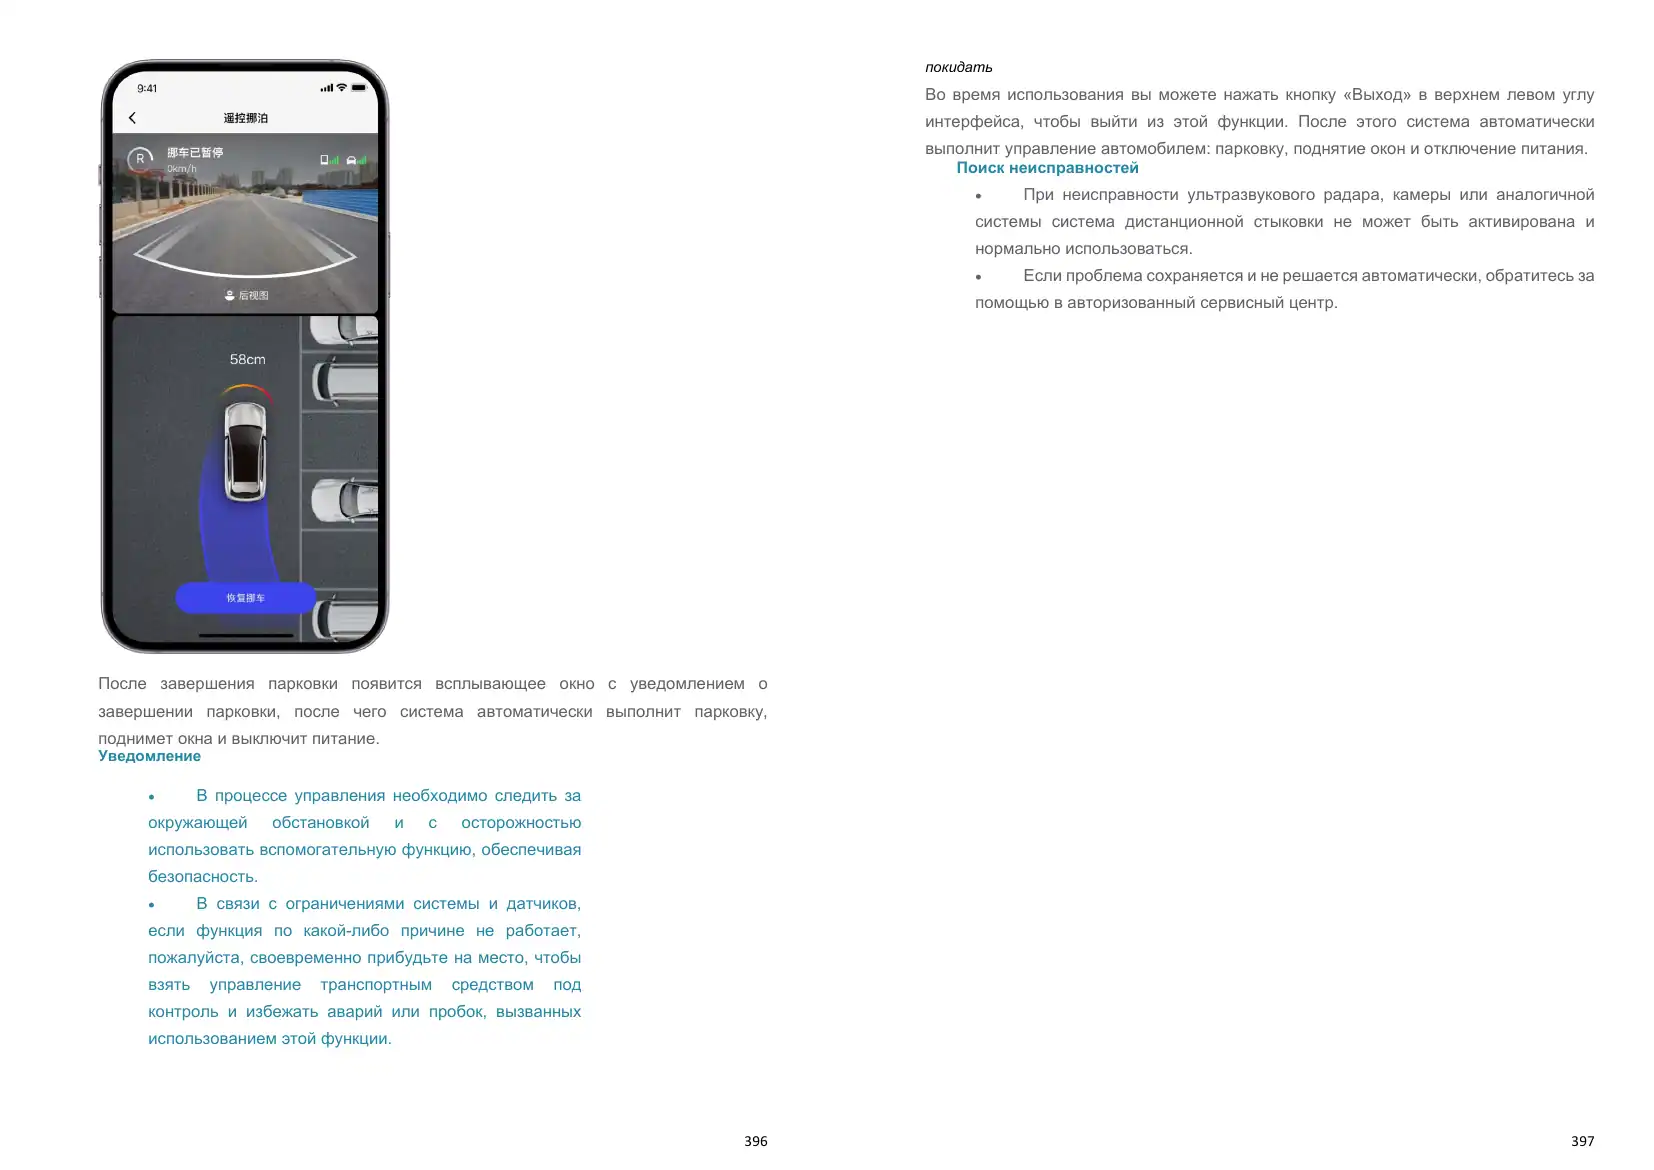 9:41
遥控挪泊
R
挪车已暂停
0km/h
后视图
58cm
恢复挪车
После завершения парковки появится всплывающее окно с уведомлением о
завершении парковки, после чего система автоматически выполнит парковку,
поднимет окна и выключит питание.
Уведомление
• В процессе управления необходимо следить за
окружающей обстановкой и с осторожностью
использовать вспомогательную функцию, обеспечивая
безопасность.
• В связи с ограничениями системы и датчиков,
если функция по какой-либо причине не работает,
пожалуйста, своевременно прибудьте на место, чтобы
взять управление транспортным средством под
контроль и избежать аварий или пробок, вызванных
использованием этой функции.
396
покидать
Во время использования вы можете нажать кнопку «Выход» в верхнем левом углу
интерфейса, чтобы выйти из этой функции. После этого система автоматически
выполнит управление автомобилем: парковку, поднятие окон и отключение питания.
Поиск неисправностей
• При неисправности ультразвукового радара, камеры или аналогичной
системы система дистанционной стыковки не может быть активирована и
нормально использоваться.
• Если проблема сохраняется и не решается автоматически, обратитесь за
помощью в авторизованный сервисный центр.
397